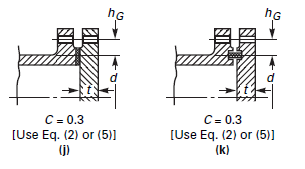 hG hG
d d
t t
C = 0.3 C = 0.3
[Use Eq. (2) or (5)] [Use Eq. (2) or (5)]
(j) (k)